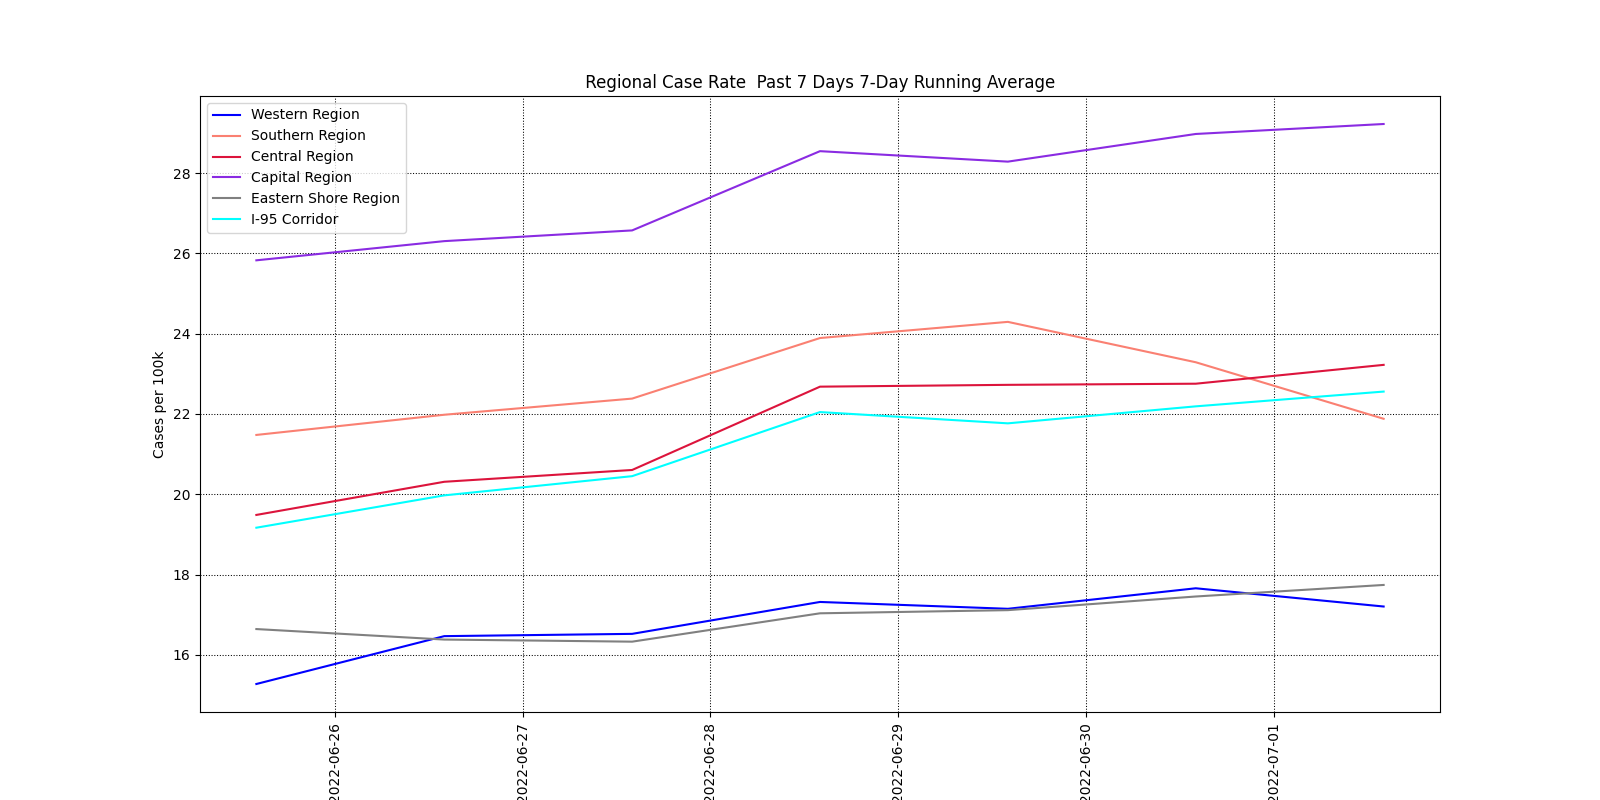 Regional Case Rate  Past 7 Days 7-Day Running Average
Western Region
Southern Region
Central Region
Capital Region
Eastern Shore Region
I-95 Corridor
Cases per 100k
28
26
24
22
20
18
16
2022-06-26
2022-06-27
2022-06-28
2022-06-29
2022-06-30
2022-07-01